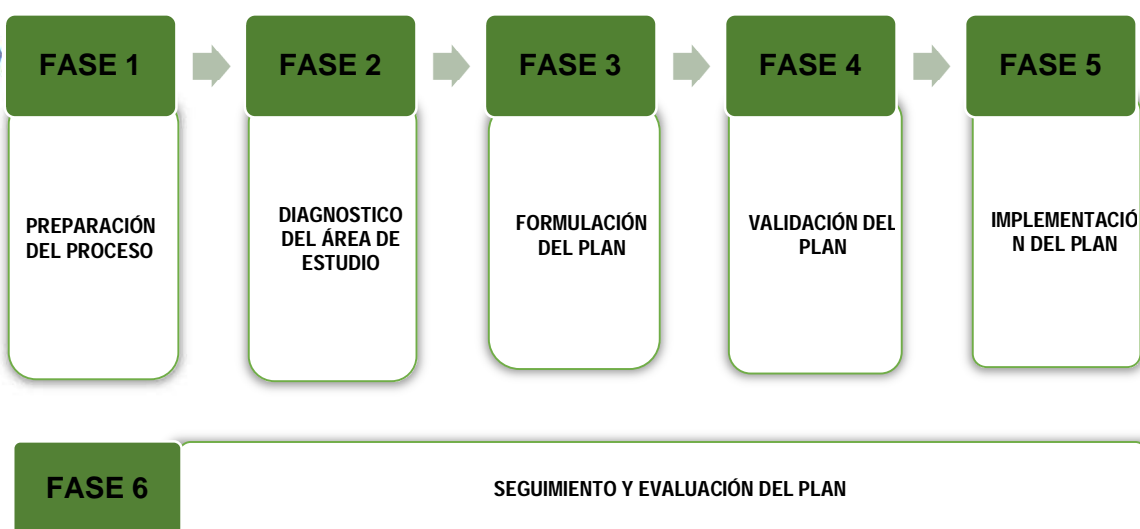 FASE 1
FASE 2
FASE 3
FASE 4
FASE 5
PREPARACIÓN
DEL PROCESO
DIAGNOSTICO
DEL ÁREA DE
ESTUDIO
FORMULACIÓN
DEL PLAN
VALIDACIÓN DEL
PLAN
IMPLEMENTACIÓ
N DEL PLAN
FASE 6
SEGUIMIENTO Y EVALUACIÓN DEL PLAN